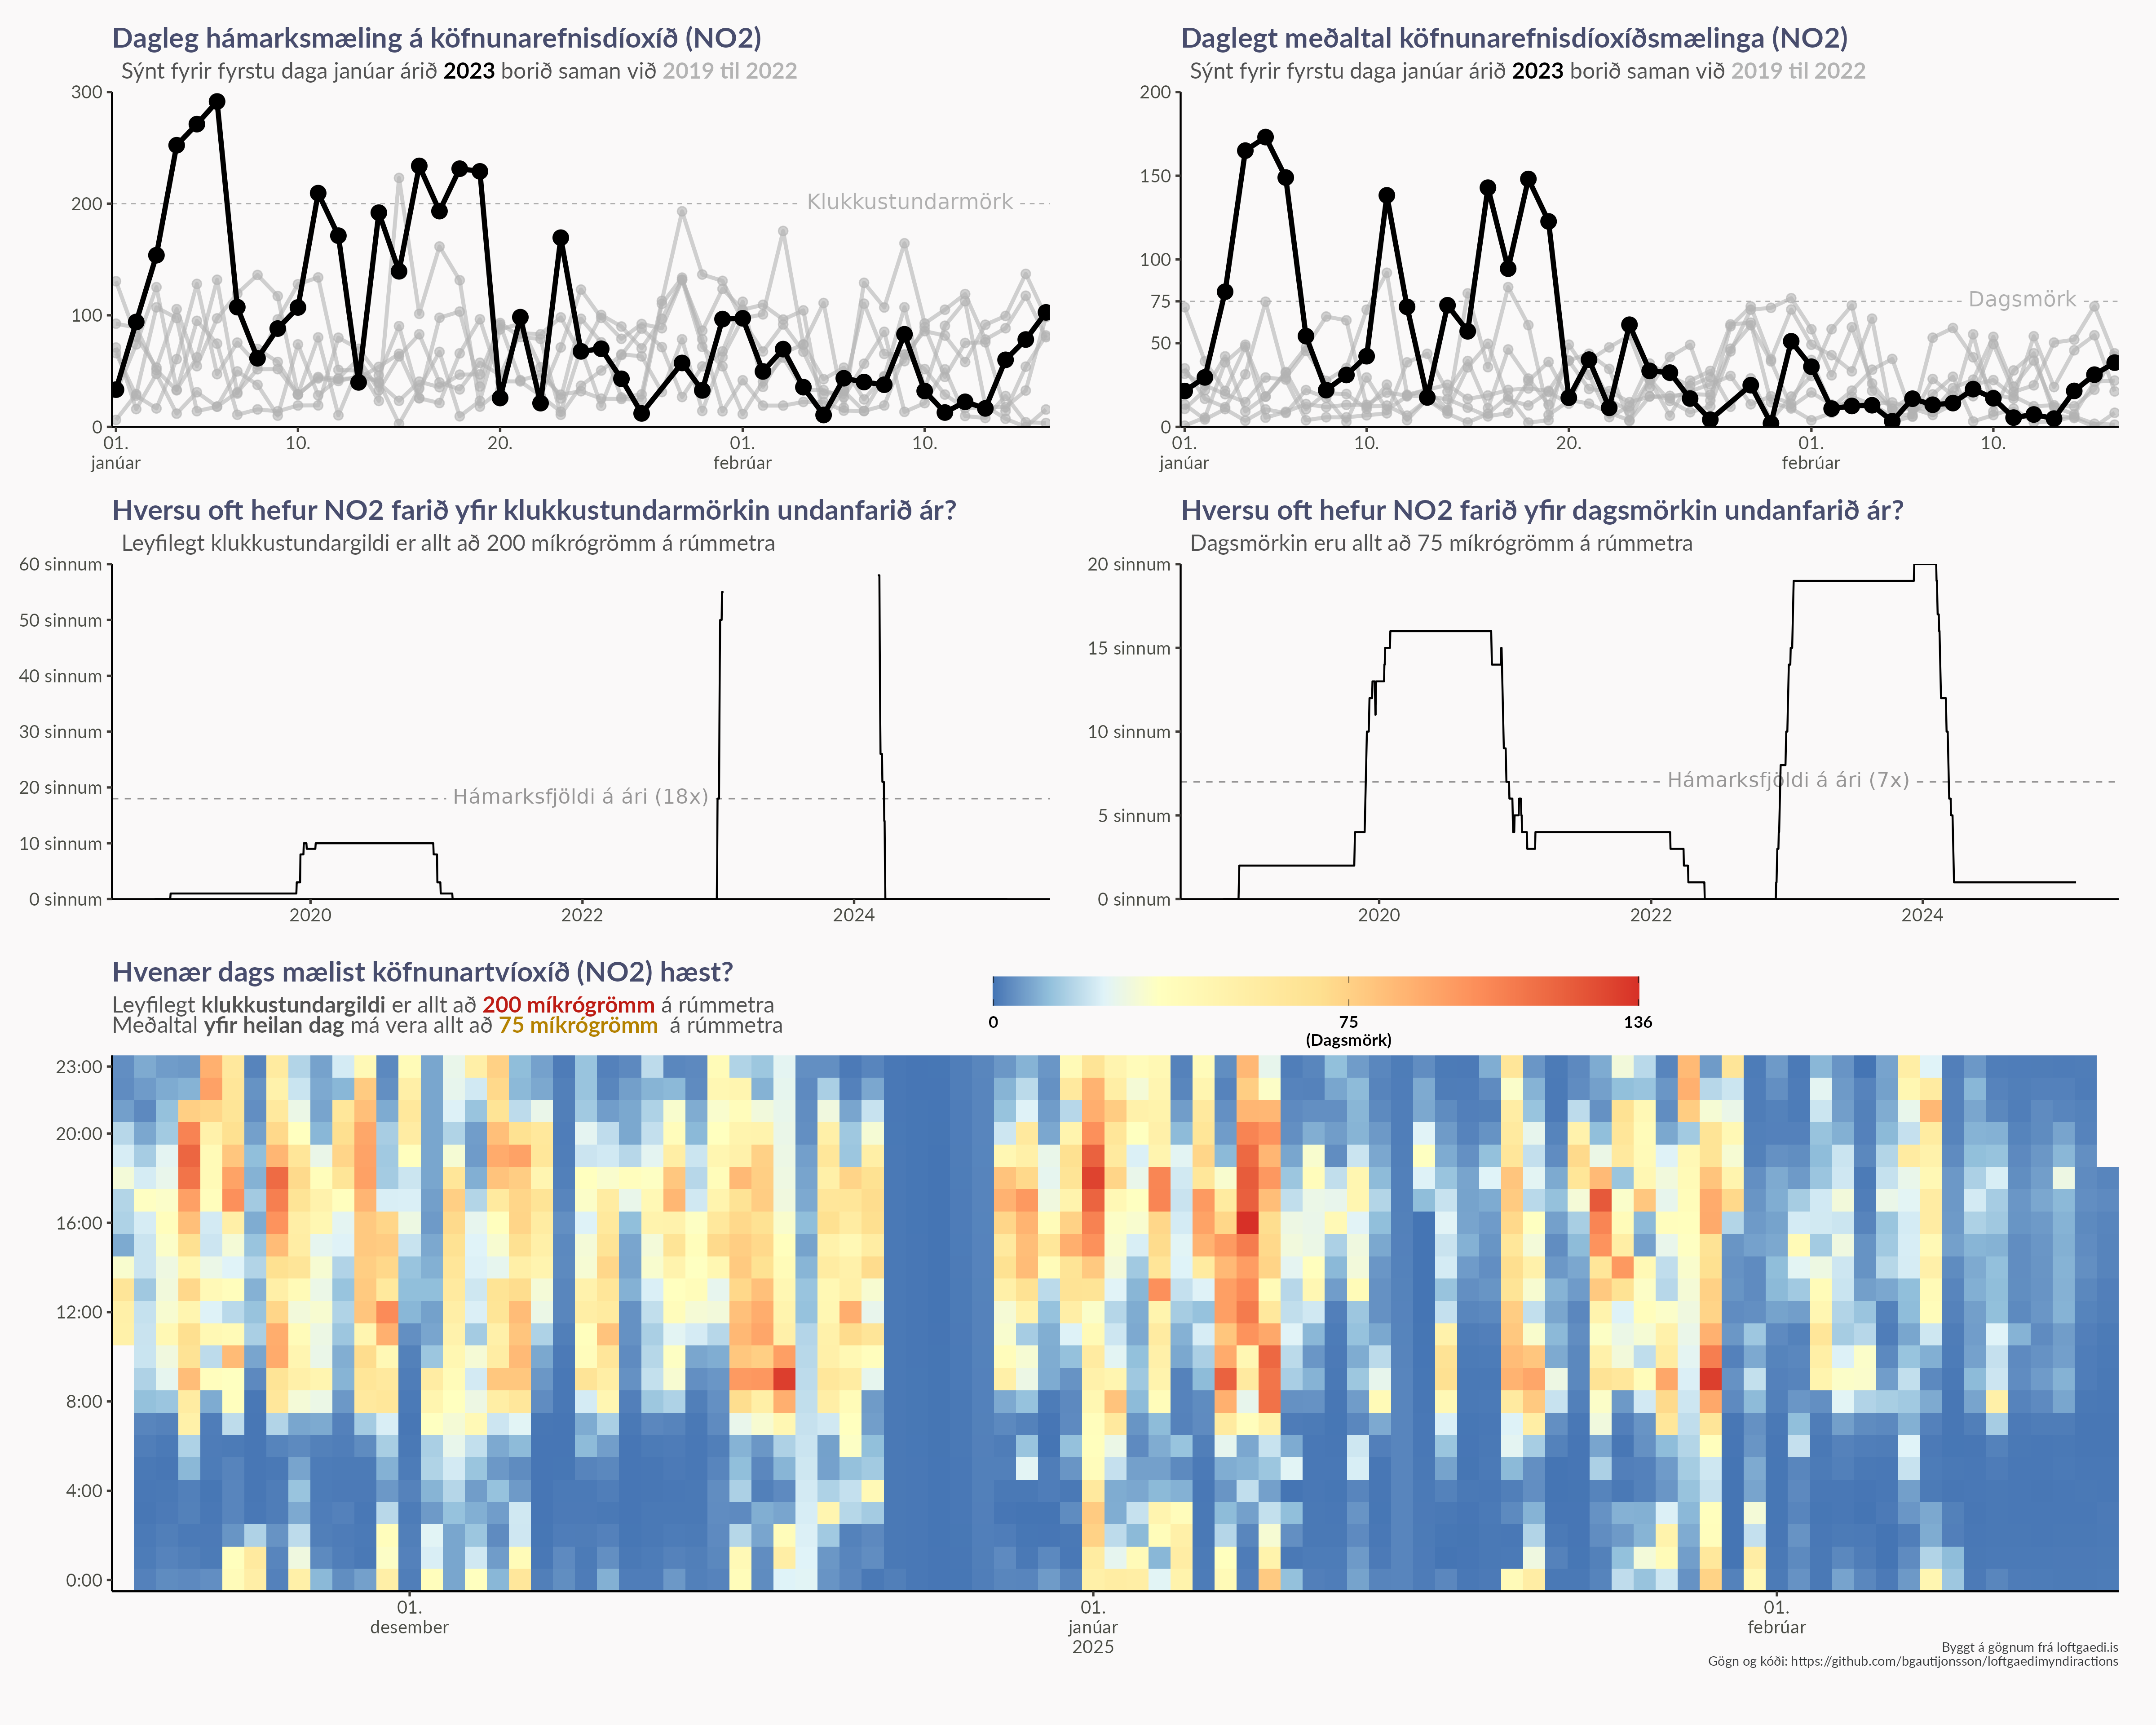 Dagleg hámarksmæling á köfnunarefnisdíoxíð (NO2)
Sýnt fyrir fyrstu daga janúar árið 2023 borið saman við 2019 til 2022
300
200
100
0
Klukkustundarmörk
01.
janúar
10.
20.
01.
febrúar
10.
Daglegt meðaltal köfnunarefnisdíoxíðsmælinga (NO2)
Sýnt fyrir fyrstu daga janúar árið 2023 borið saman við 2019 til 2022
200
150
100
75
50
0
Dagsmörk
01.
janúar
10.
20.
01.
febrúar
10.
Hversu oft hefur NO2 farið yfir klukkustundarmörkin undanfarið ár?
Leyfilegt klukkustundargildi er allt að 200 míkrógrömm á rúmmetra
60 sinnum
50 sinnum
40 sinnum
30 sinnum
20 sinnum
10 sinnum
0 sinnum
Hámarksfjöldi á ári (18x)
2020
2022
2024
Hversu oft hefur NO2 farið yfir dagsmörkin undanfarið ár?
Dagsmörkin eru allt að 75 míkrógrömm á rúmmetra
20 sinnum
15 sinnum
10 sinnum
5 sinnum
0 sinnum
Hámarksfjöldi á ári (7x)
2020
2022
2024
Hvenær dags mælist köfnunartvíoxíð (NO2) hæst?
Leyfilegt klukkustundargildi er allt að 200 míkrógrömm á rúmmetra
Meðaltal yfir heilan dag má vera allt að 75 míkrógrömm á rúmmetra
0
75
(Dagsmörk)
136
23:00
20:00
16:00
12:00
8:00
4:00
0:00
01.
desember
01.
janúar
2025
01.
febrúar
Byggt á gögnum frá loftgaedi.is
Gögn og kóði: https://github.com/bgautijonsson/loftgaedimyndiractions